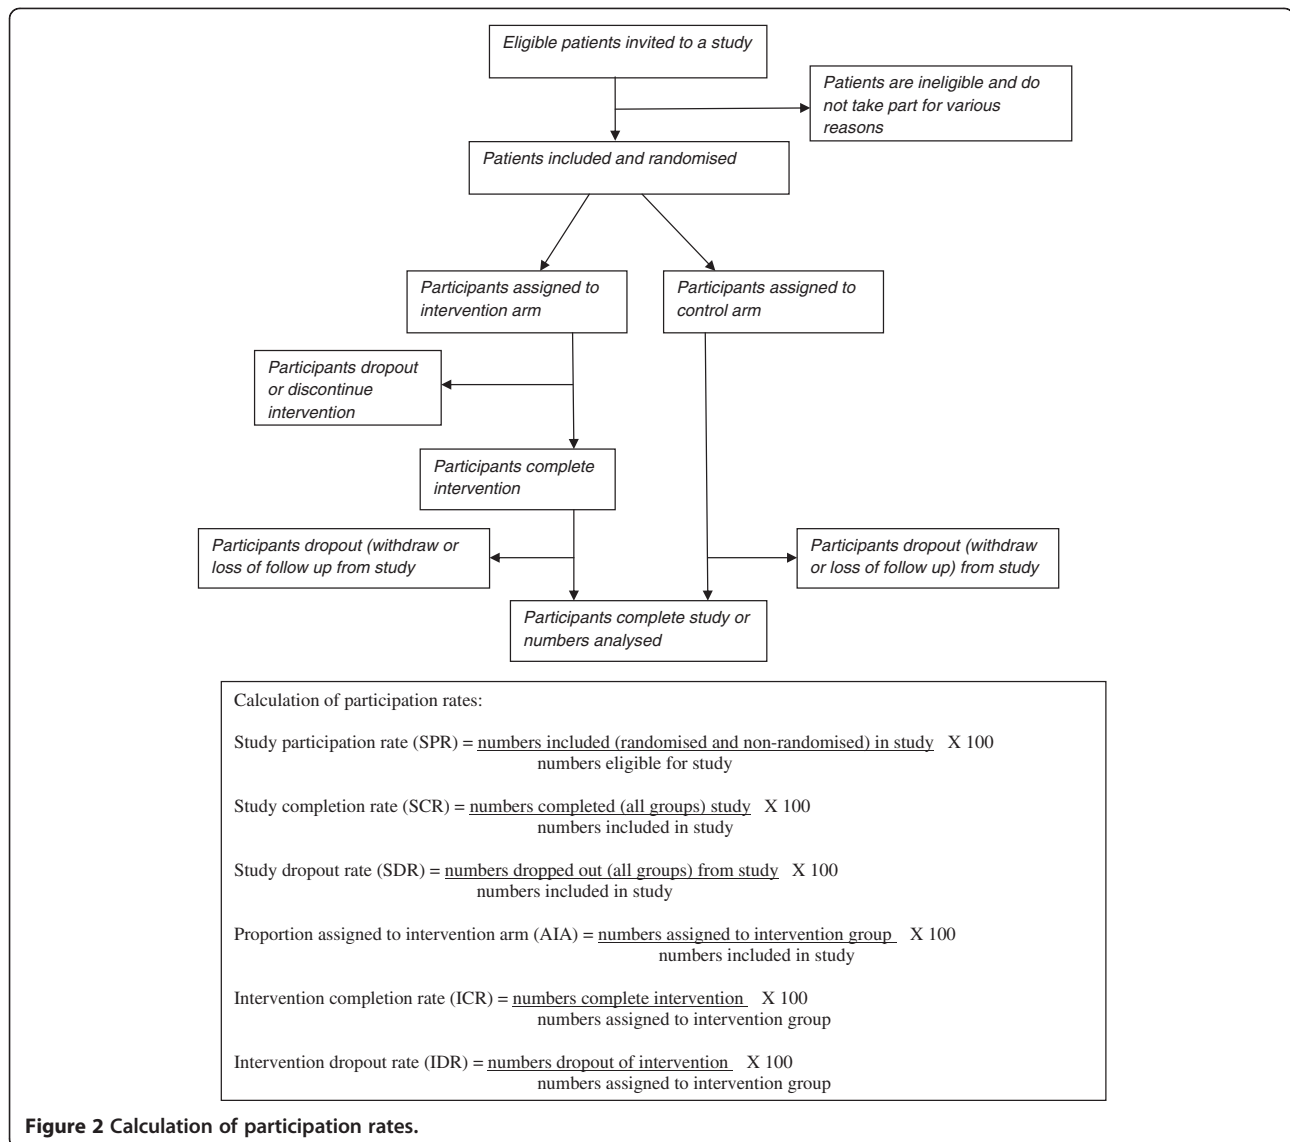 Eligible patients invited to a study
Patients are ineligible and do
not take part for various
reasons
Patients included and randomised
Participants assigned to
intervention arm
Participants assigned to
control arm
Participants dropout
or discontinue
intervention
Participants complete
intervention
Participants dropout (withdraw or
loss of follow up from study
Participants dropout (withdraw
or loss of follow up) from study
Participants complete study or
numbers analysed
Calculation of participation rates:
Study participation rate (SPR) = numbers included (randomised and non-randomised) in study X 100
numbers eligible for study
Study completion rate (SCR) = numbers completed (all groups) study X 100
numbers included in study
Study dropout rate (SDR) = numbers dropped out (all groups) from study X 100
numbers included in study
Proportion assigned to intervention arm (AIA) = numbers assigned to intervention group X 100
numbers included in study
Intervention completion rate (ICR) = numbers complete intervention X 100
numbers assigned to intervention group
Intervention dropout rate (IDR) = numbers dropout of intervention X 100
numbers assigned to intervention group
Figure 2 Calculation of participation rates.